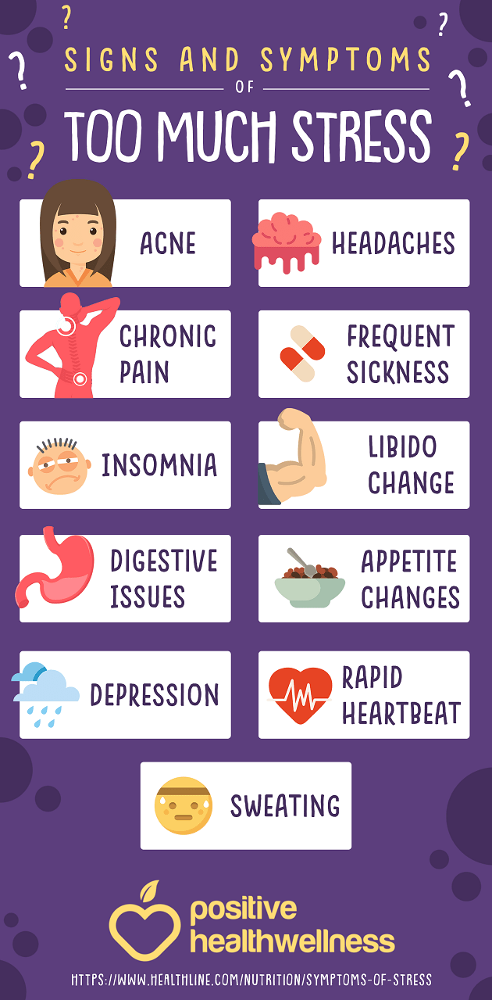 SIGNS AND SYMPTOMS
OF
TOO MUCH STRESS
ACNE
HEADACHES
CHRONIC
PAIN
FREQUENT
SICKNESS
INSOMNIA
LIBIDO
CHANGE
DIGESTIVE
ISSUES
APPETITE
CHANGES
DEPRESSION
RAPID
HEARTBEAT
SWEATING
positive
healthwellness
HTTPS://WWW.HEALTHLINE.COM/NUTRITION/SYMPTOMS-OF-STRESS